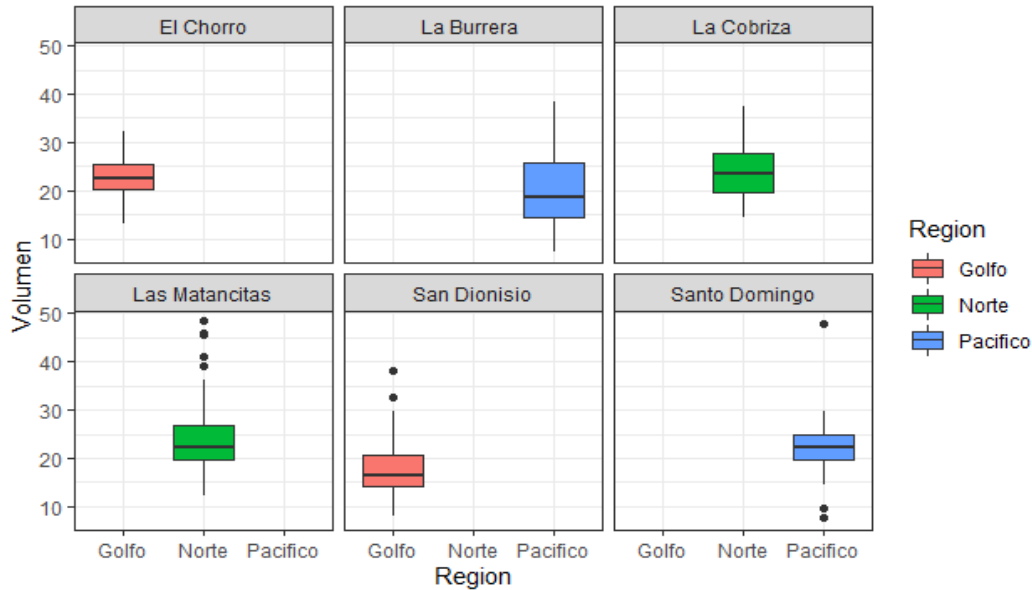 El Chorro
La Burrera
La Cobriza
50
40
30
20
10
Las Matancitas
San Dionisio
Santo Domingo
50
40
30
20
10
Volumen
Golfo Norte Pacifico
Golfo Norte Pacifico
Golfo Norte Pacifico
Region
Region
Golfo
Norte
Pacifico